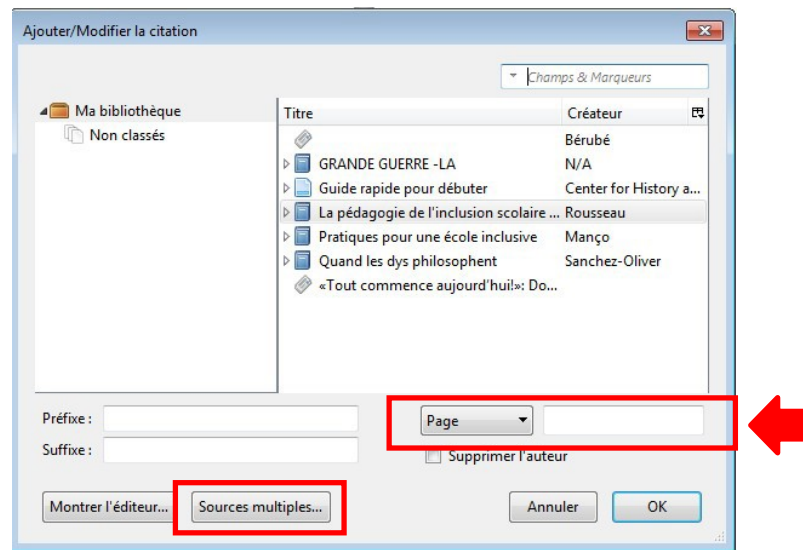 Ajouter/Modifier la citation
Champs & Marqueurs
Ma bibliothèque
Non classés
Titre Créateur
Bérubé
GRANDE GUERRE -LA N/A
Guide rapide pour débuter Center for History a...
La pédagogie de l'inclusion scolaire ... Rousseau
Pratiques pour une école inclusive Manço
Quand les dys philosophent Sanchez-Oliver
«Tout commence aujourd'hui!»: Do...
Préfixe : Page
Suffixe : Supprimer l'auteur
Montrer l'éditeur... Sources multiples... Annuler OK